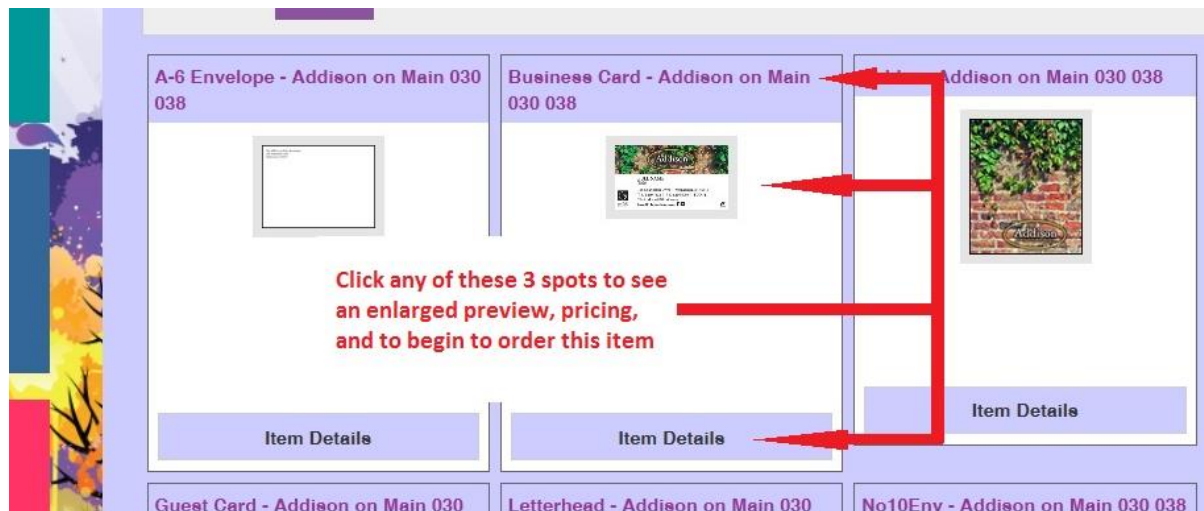 A-6 Envelope - Addison on Main 030
038
Business Card - Addison on Main
030 038
Addison on Main 030 038
Addison
Addison
Click any of these 3 spots to see
an enlarged preview, pricing,
and to begin to order this item
Item Details
Item Details
Item Details
Guest Card - Addison on Main 030
Letterhead - Addison on Main 030
No10Env - Addison on Main 030 038